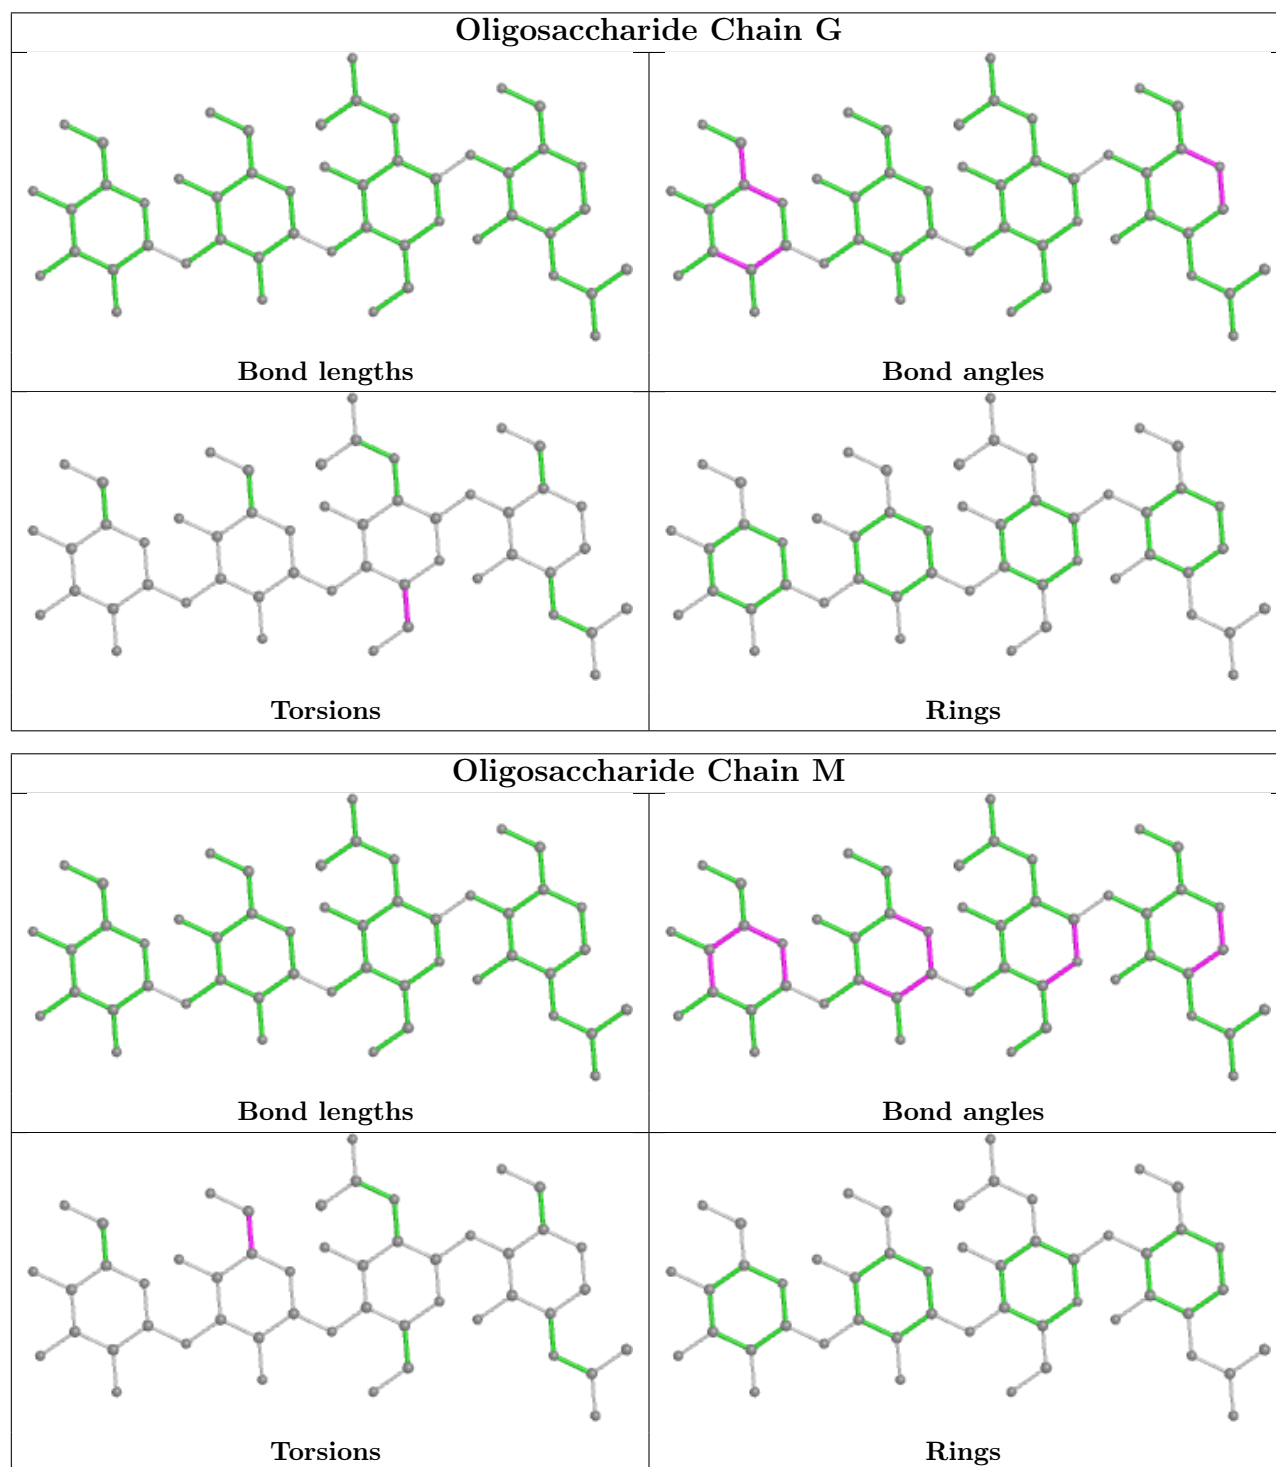 Oligosaccharide Chain G
Bond lengths
Bond angles
Torsions
Rings
Oligosaccharide Chain M
Bond lengths
Bond angles
Torsions
Rings